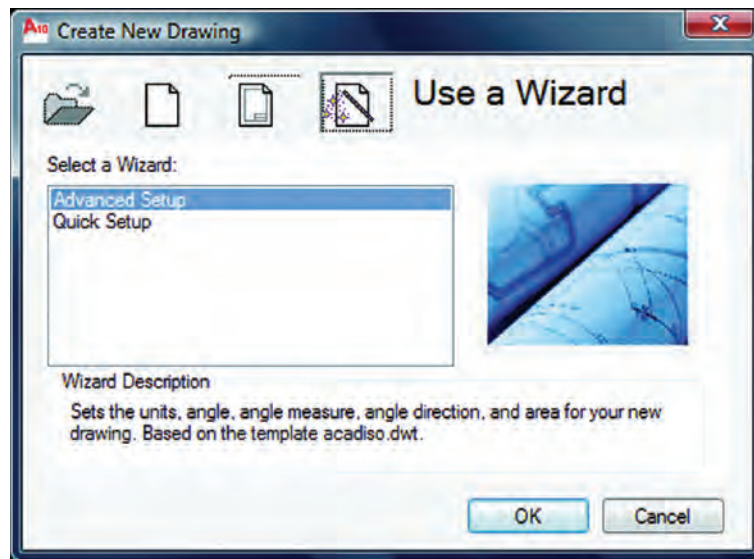 A10 Create New Drawing
Use a Wizard
Select a Wizard:
Advanced Setup
Quick Setup
Wizard Description
Sets the units, angle, angle measure, angle direction, and area for your new
drawing. Based on the template acadiso.dwt.
OK Cancel